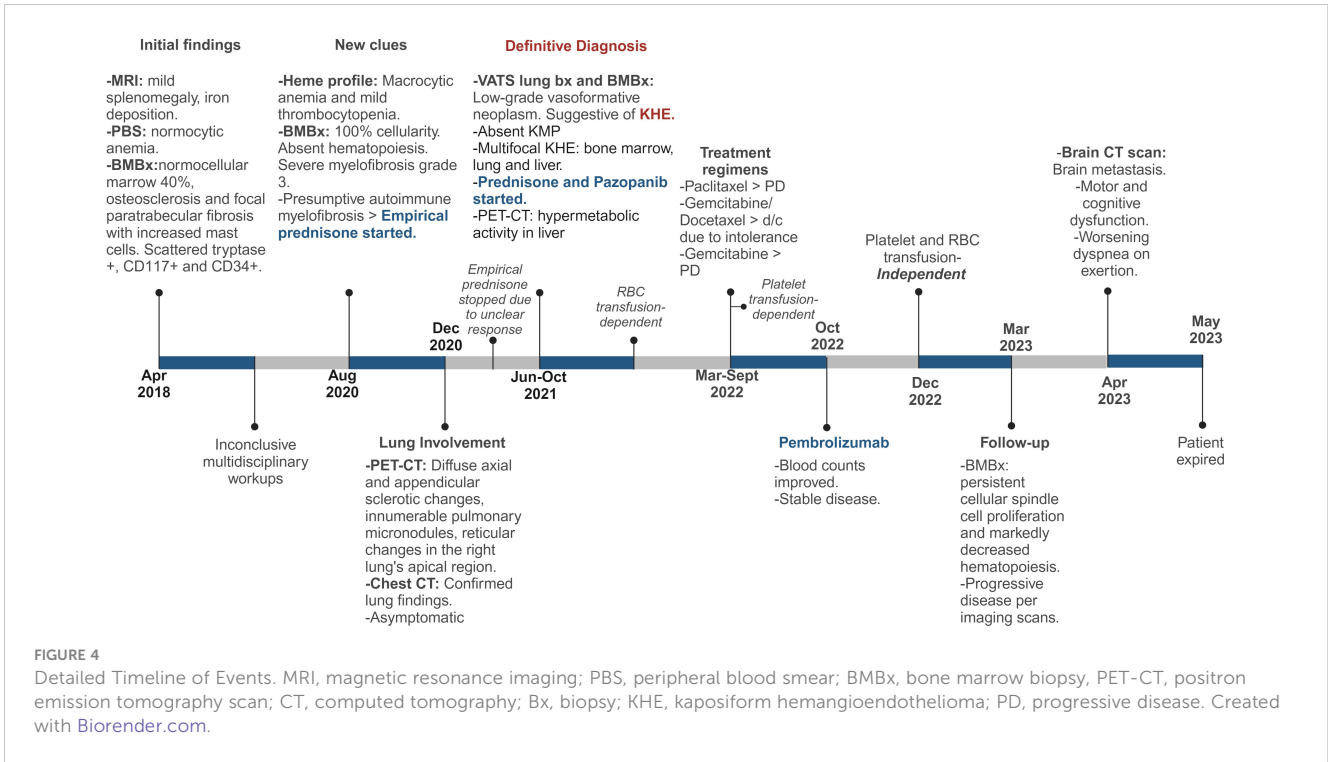 Initial findings
-MRI: mild
splenomegaly, iron
deposition.
-PBS: normocytic
anemia.
-BMBx:normocellular
marrow 40%,
osteosclerosis and focal
paratrabecular fibrosis
with increased mast
cells. Scattered tryptase
+, CD117+ and CD34+.
New clues
-Heme profile: Macrocytic
anemia and mild
thrombocytopenia.
-BMBx: 100% cellularity.
Absent hematopoiesis.
Severe myelofibrosis grade
3.
-Presumptive autoimmune
myelofibrosis > Empirical
prednisone started.
Definitive Diagnosis
-VATS lung bx and BMBx:
Low-grade vasoformative
neoplasm. Suggestive of KHE.
-Absent KMP
-Multifocal KHE: bone marrow,
lung and liver.
-Prednisone and Pazopanib
started.
-PET-CT: hypermetabolic
activity in liver
Empirical
prednisone
stopped due
to unclear
response
RBC
transfusion-
dependent
Treatment
regimens
-Paclitaxel > PD
-Gemcitabine/
Docetaxel > d/c
due to intolerance
-Gemcitabine >
PD
Platelet
transfusion-
dependent
Platelet and RBC
transfusion-
Independent
-Brain CT scan:
Brain metastasis.
-Motor and
cognitive
dysfunction.
-Worsening
dyspnea on
exertion.
Apr
2018
Aug
2020
Dec
2020
Jun-Oct
2021
Mar-Sept
2022
Oct
2022
Dec
2022
Mar
2023
Apr
2023
May
2023
Inconclusive
multidisciplinary
workups
Lung Involvement
-PET-CT: Diffuse axial
and appendicular
sclerotic changes,
innumerable pulmonary
micronodules, reticular
changes in the right
lung's apical region.
-Chest CT: Confirmed
lung findings.
-Asymptomatic
Pembrolizumab
-Blood counts
improved.
-Stable disease.
Follow-up
-BMBx:
persistent
cellular spindle
cell proliferation
and markedly
decreased
hematopoiesis.
-Progressive
disease per
imaging scans.
Patient
expired
FIGURE 4
Detailed Timeline of Events. MRI, magnetic resonance imaging; PBS, peripheral blood smear; BMBx, bone marrow biopsy, PET-CT, positron
emission tomography scan; CT, computed tomography; Bx, biopsy; KHE, kaposiform hemangioendothelioma; PD, progressive disease. Created
with Biorender.com.